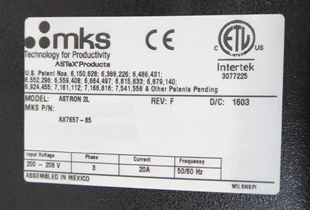 mks
Technology for Productivity
ASTeX® Products
CE
ETL
Intertek
3077225
U.S. Patent Nos. 6,150,628; 6,388,226; 6,486,431;
6,552,296; 6,559,408; 6,664,497; 6,815,633; 6,879,140;
6,924,455; 7,161,112; 7,166,816; 7,541,558 & Other Patents Pending
MODEL: ASTRON 2L REV: F D/C: 1603
MKS P/N:
AX7657-85
Input Voltage Phase Current Frequency
200 - 208 V 3 20A 50/60 Hz
ASSEMBLED IN MEXICO